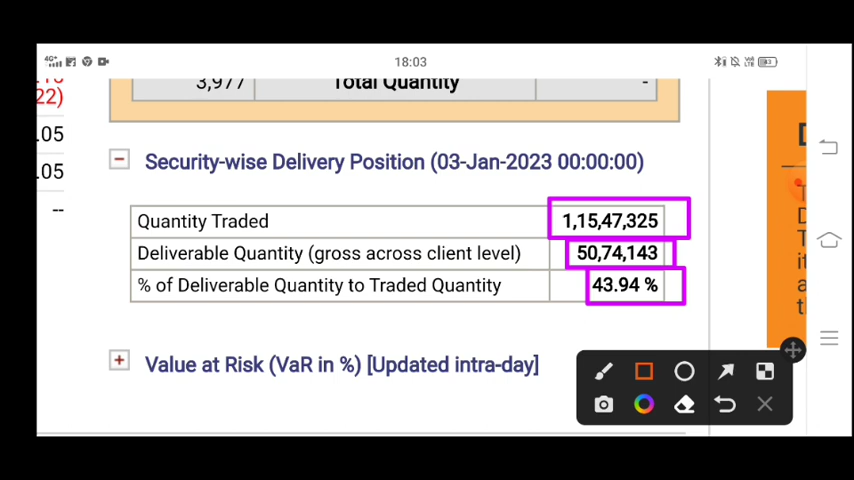 4G+ 18:03 83
22)
3,977 Total Quantity -
.05
Security-wise Delivery Position (03-Jan-2023 00:00:00)
.05
--
Quantity Traded 1,15,47,325
Deliverable Quantity (gross across client level) 50,74,143
% of Deliverable Quantity to Traded Quantity 43.94 %
Value at Risk (VaR in %) [Updated intra-day]